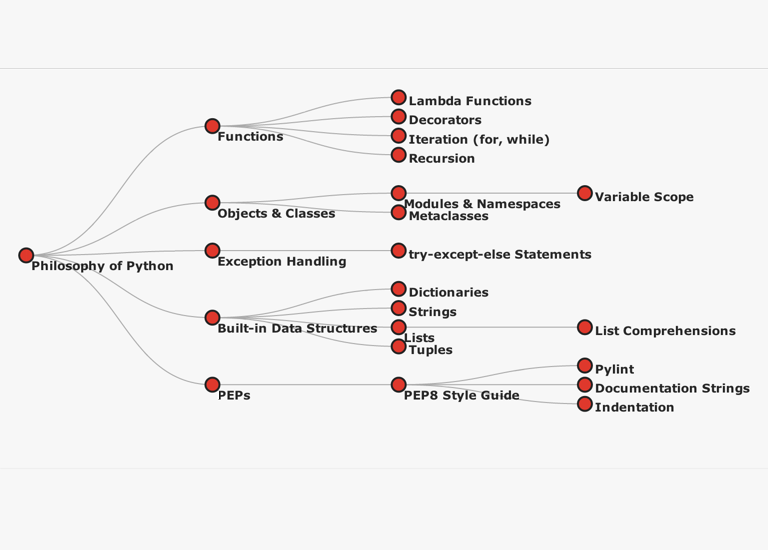 Lambda Functions
Decorators
Functions
Iteration (for, while)
Recursion
Variable Scope
Modules & Namespaces
Objects & Classes
Metaclasses
try-except-else Statements
Exception Handling
Philosophy of Python
Dictionaries
Strings
Built-in Data Structures
List Comprehensions
Lists
Tuples
Pylint
Documentation Strings
PEPs
PEP8 Style Guide
Indentation